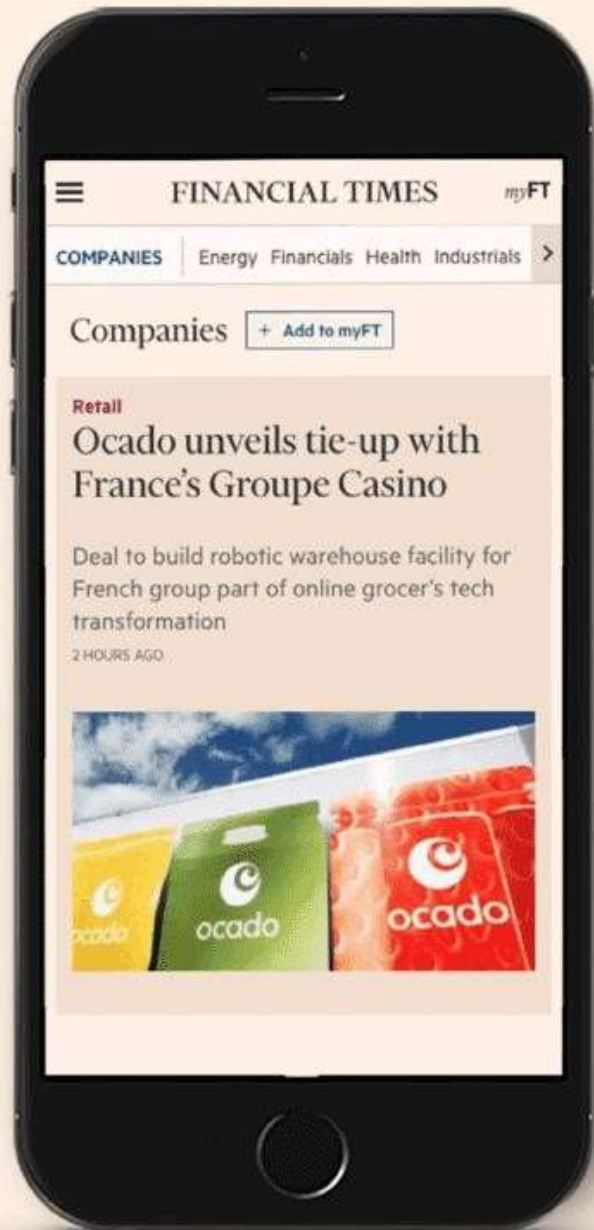 FINANCIAL TIMES myFT
COMPANIES Energy Financials Health Industrials >
Companies + Add to myFT
Retail
Ocado unveils tie-up with
France's Groupe Casino
Deal to build robotic warehouse facility for
French group part of online grocer's tech
transformation
2 HOURS AGO
ocado ocado ocado